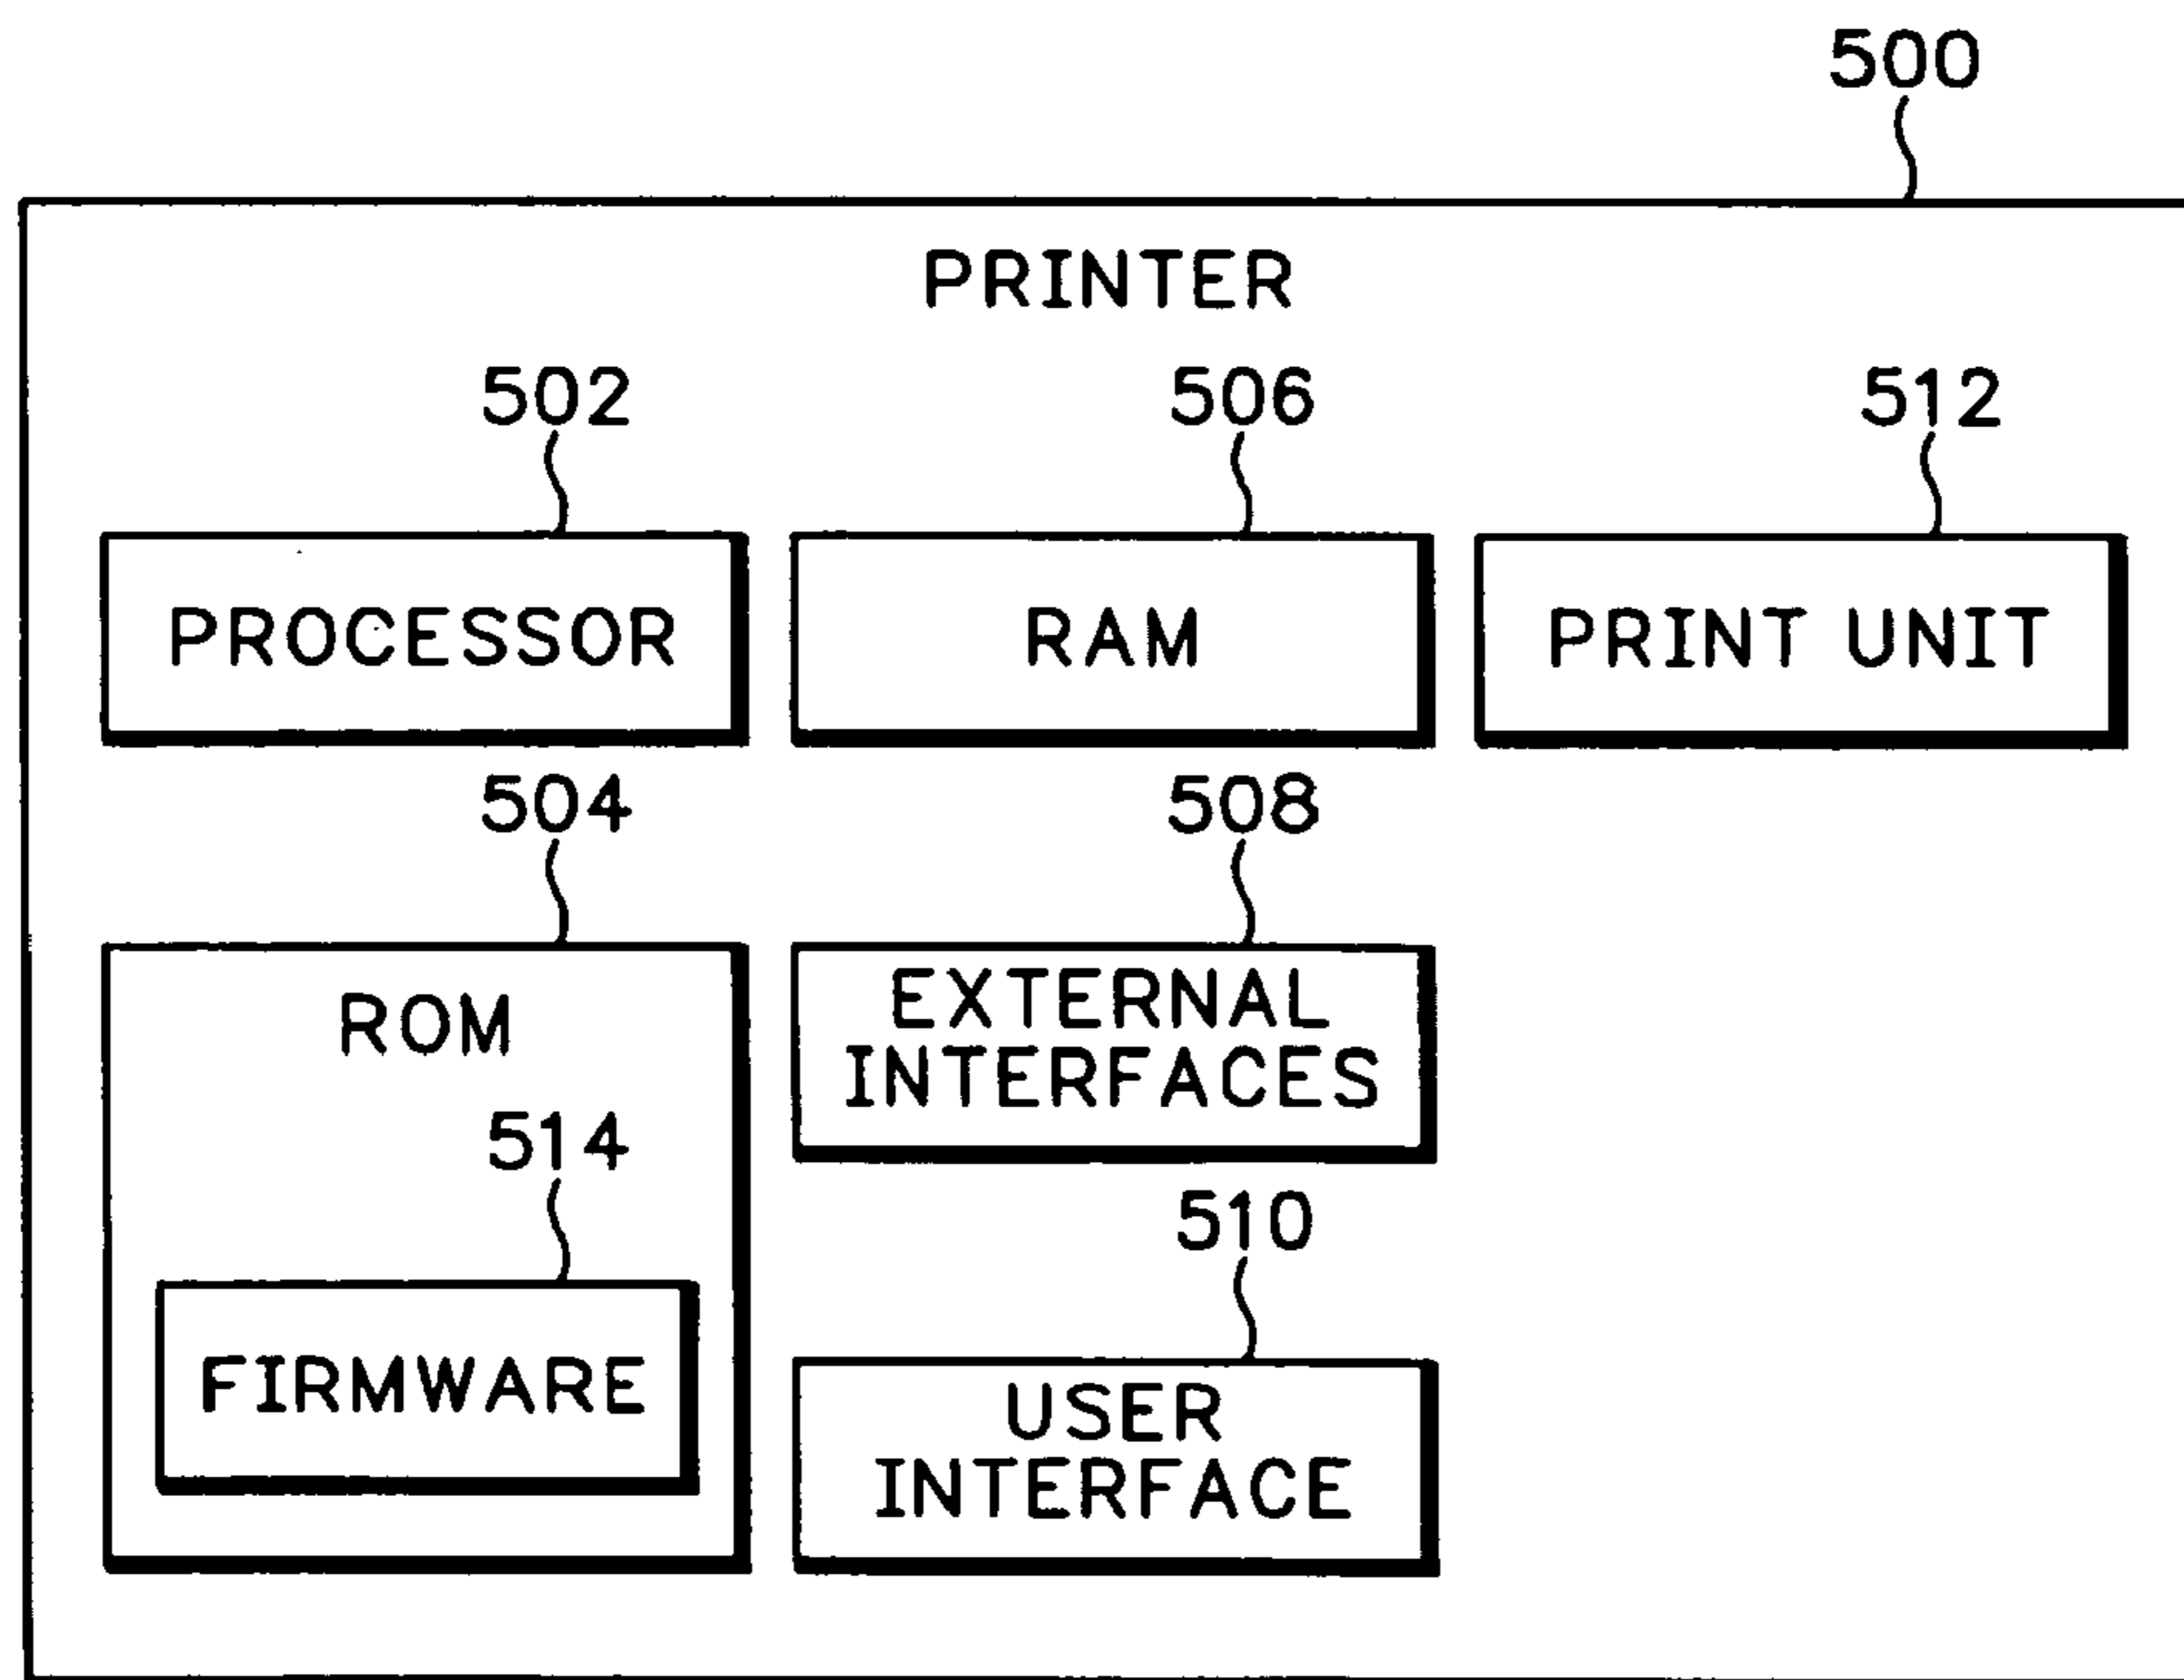 500
PRINTER
502
506
512
PROCESSOR
RAM
PRINT UNIT
504
508
ROM
EXTERNAL
INTERFACES
514
510
FIRMWARE
USER
INTERFACE